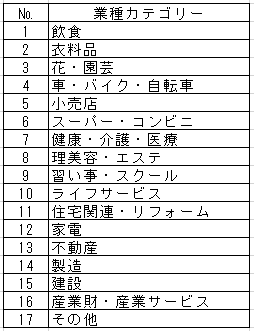 No. 業種カテゴリー
1 飲食
2 衣料品
3 花・園芸
4 車・バイク・自転車
5 小売店
6 スーパー・コンビニ
7 健康・介護・医療
8 理美容・エステ
9 習い事・スクール
10 ライフサービス
11 住宅関連・リフォーム
12 家電
13 不動産
14 製造
15 建設
16 産業財・産業サービス
17 その他